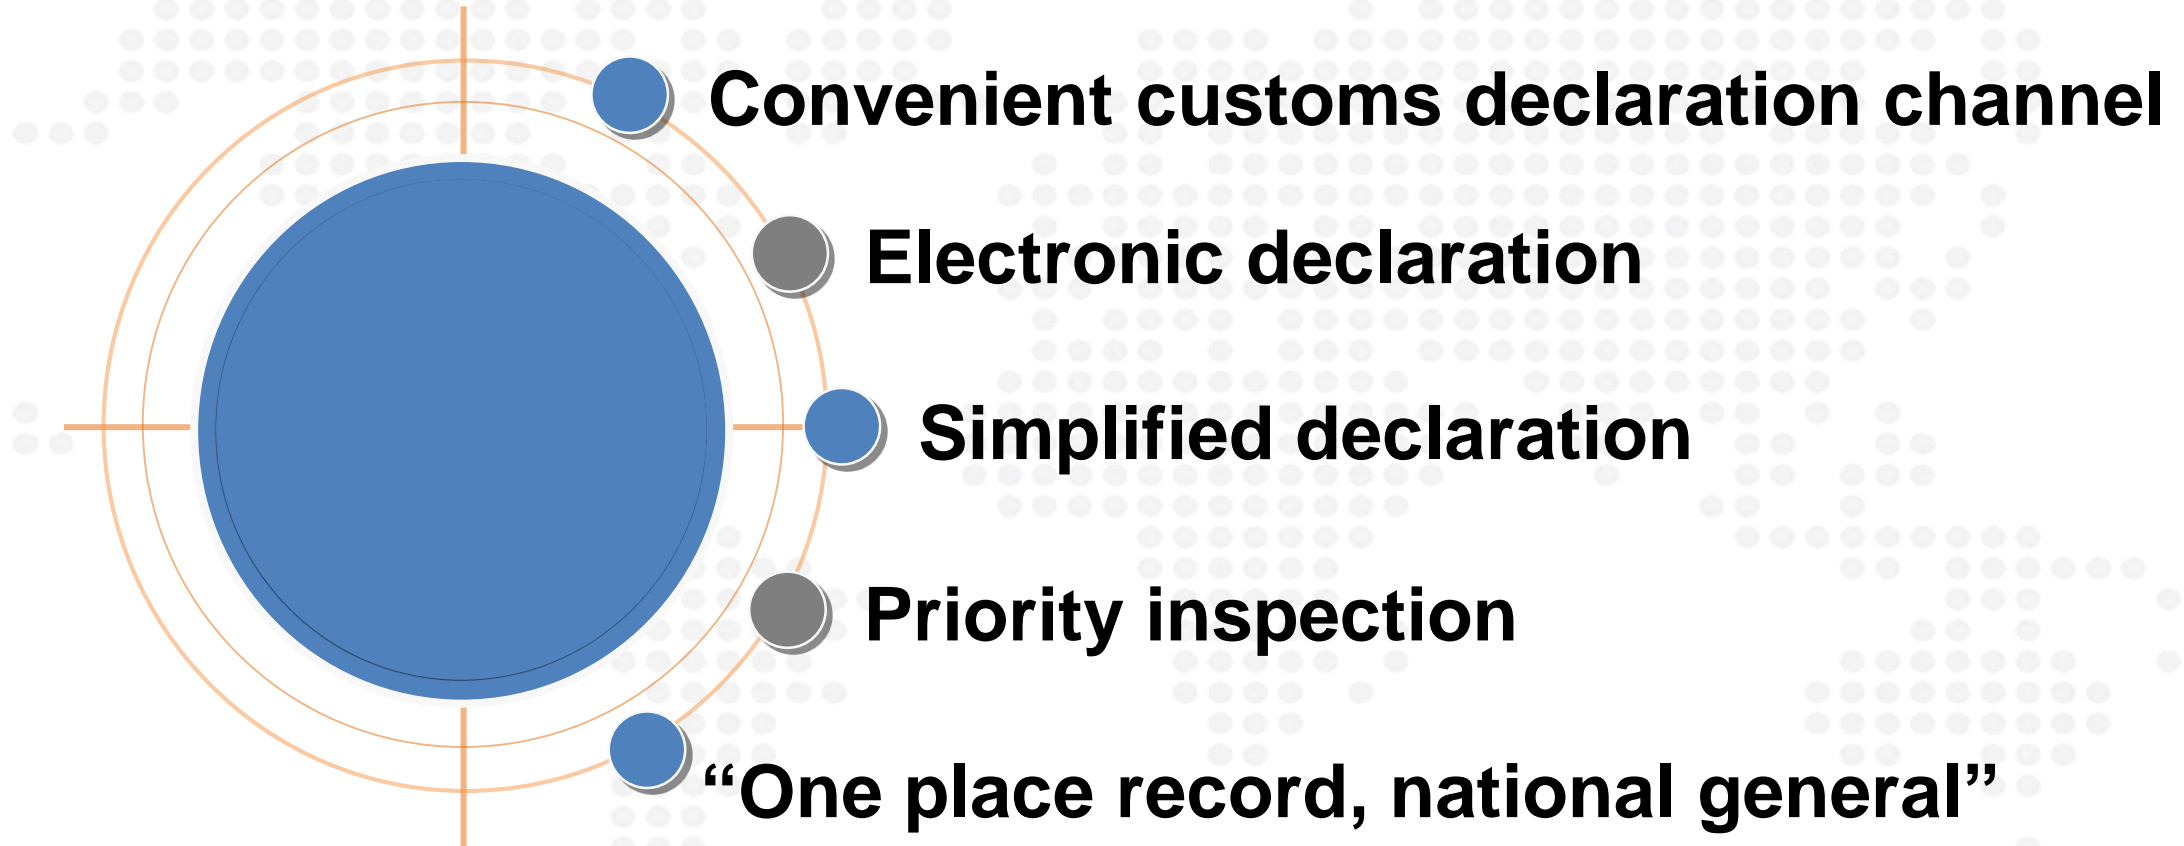 Convenient customs declaration channel
Electronic declaration
Simplified declaration
Priority inspection
“One place record, national general”